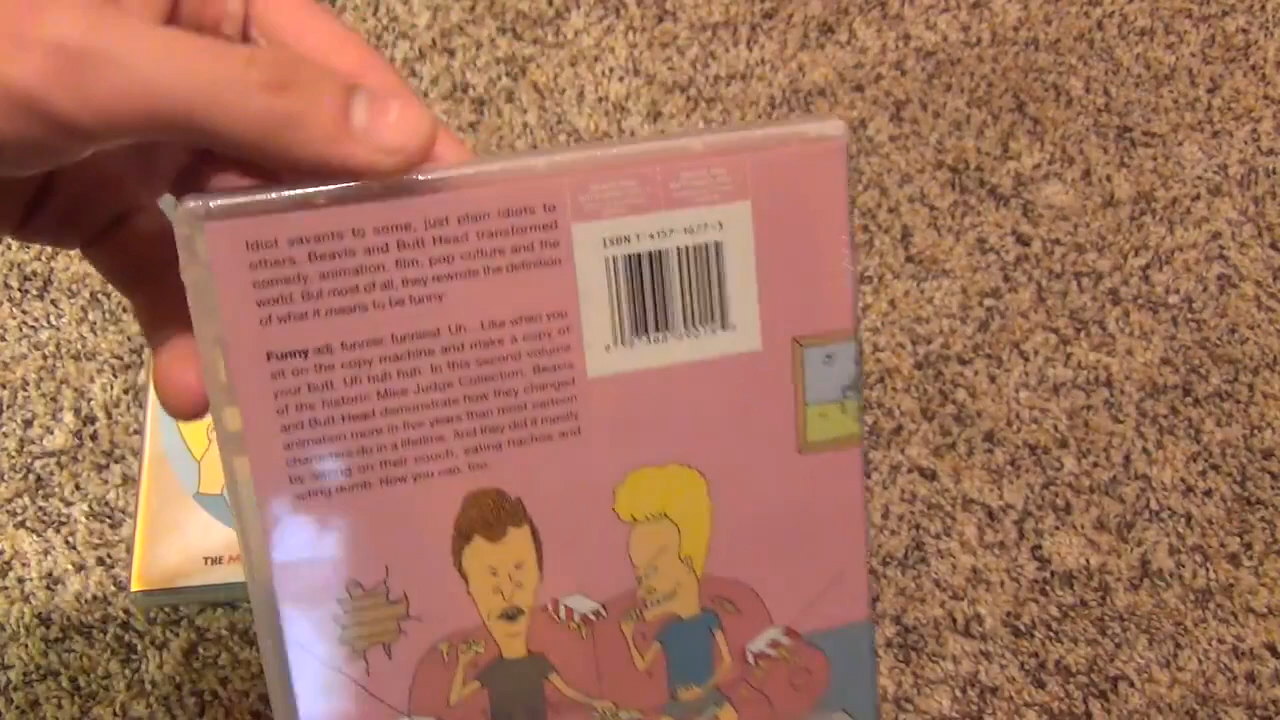 Idiot savants to some, just plain idiots to
others. Beavis and Butt-Head transformed
comedy, animation, film, pop culture and the
world. But most of all, they rewrote the definition
of what it means to be funny.
Funny adj. funnier, funniest Uh... Like when you
sit on the copy machine and make a copy of
your Butt. Uh huh huh. In this second volume
of the historic Mike Judge Collection, Beavis
and Butt-Head demonstrate how they changed
animation more in five years than most cartoon
characters do in a lifetime. And they did it mostly
by sitting on their couch, eating nachos and
acting dumb. Now you can, too.
ISBN 1-4157-1627-3
THE M